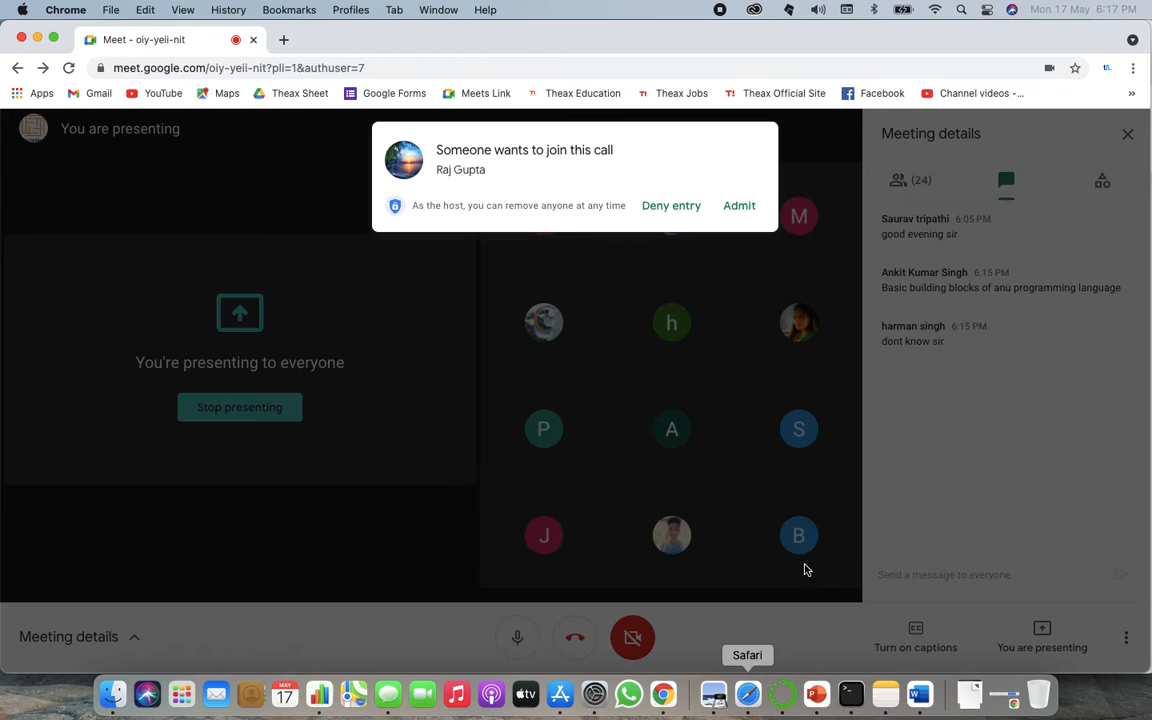 Chrome File Edit View History Bookmarks Profiles Tab Window Help Mon 17 May 6:17 PM
Meet - oiy-yeii-nit
meet.google.com/oiy-yeii-nit?pli=1&authuser=7
Apps Gmail YouTube Maps Theax Sheet Google Forms Meets Link Theax Education Theax Jobs Theax Official Site Facebook Channel videos -... »
You are presenting
Someone wants to join this call
Raj Gupta
As the host, you can remove anyone at any time Deny entry Admit
M
h
P A S
J B
You're presenting to everyone
Stop presenting
Meeting details
(24)
Saurav tripathi 6:05 PM
good evening sir
Ankit Kumar Singh 6:15 PM
Basic building blocks of anu programming language
harman singh 6:15 PM
dont know sir
Send a message to everyone
Meeting details
CC
Turn on captions
You are presenting
Safari
MAY
17
tv
P
W